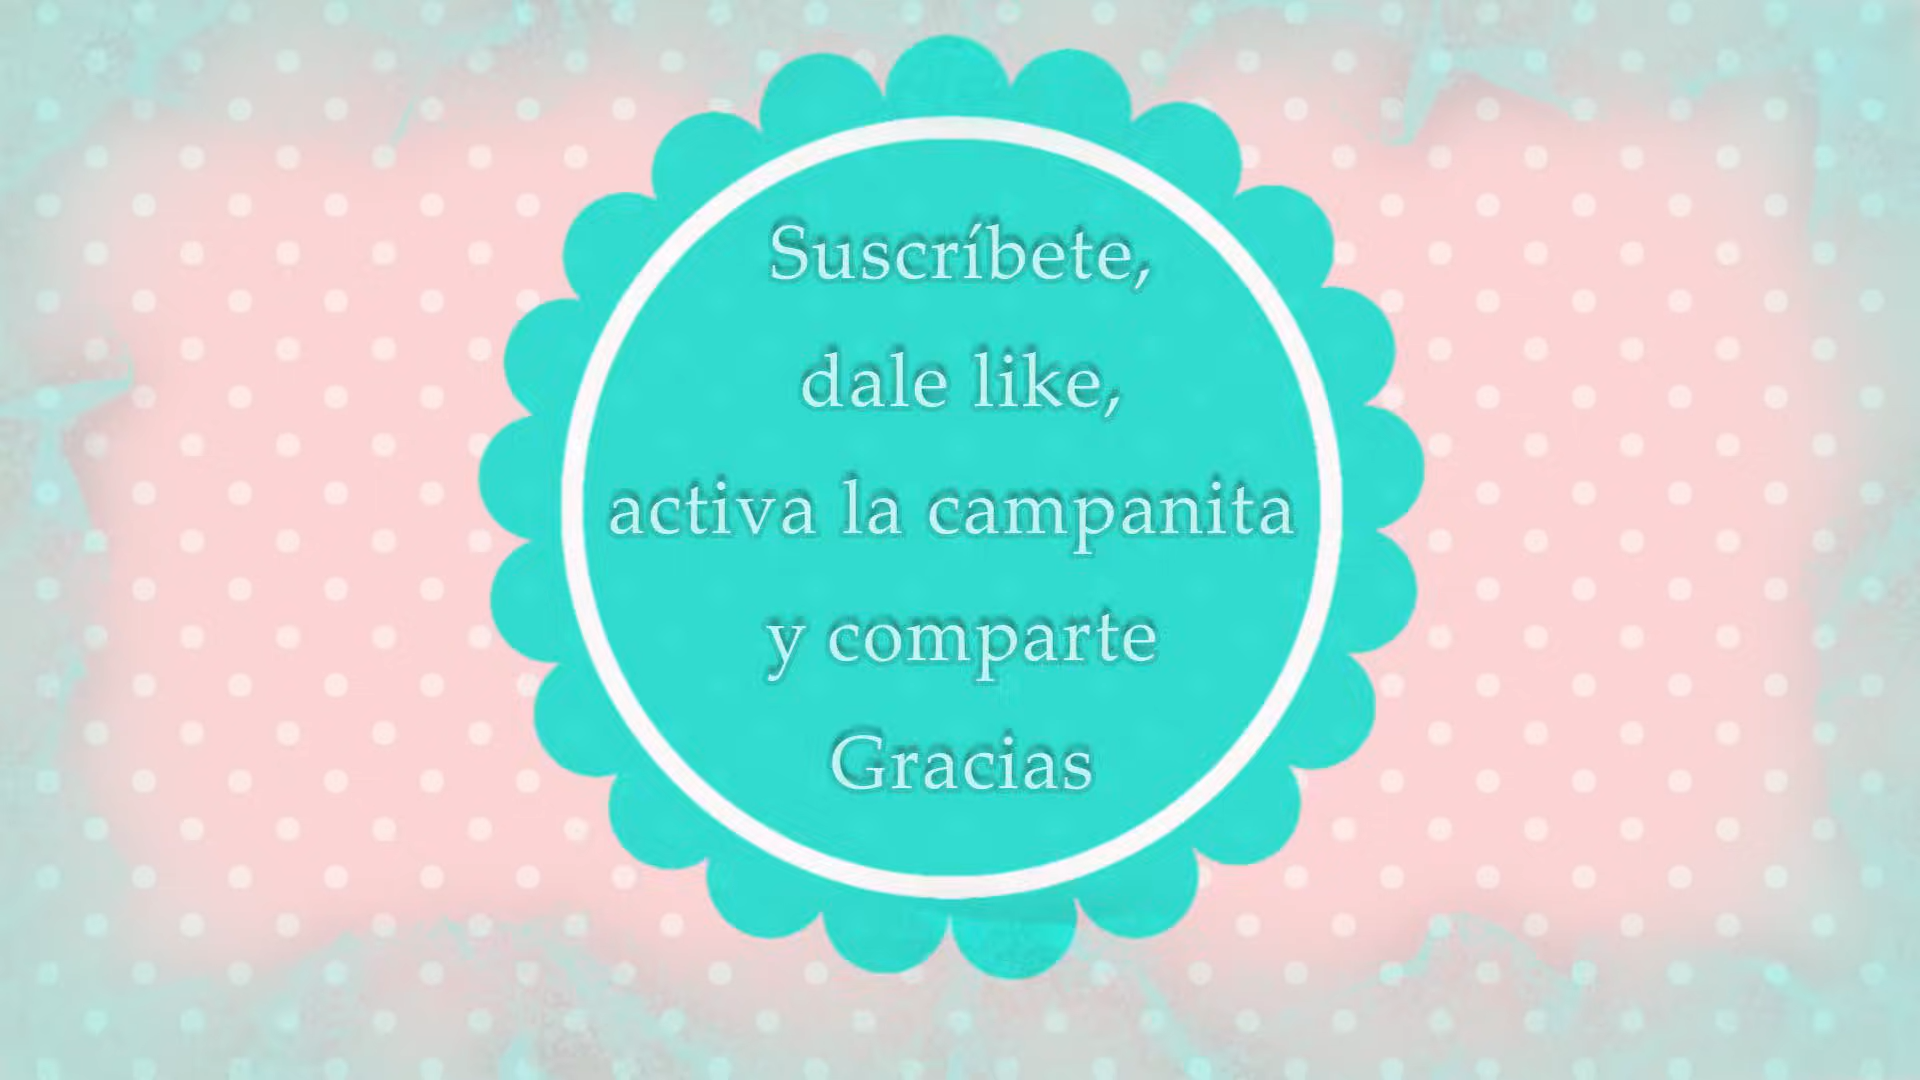 Suscríbete,
dale like,
activa la campanita
y comparte
Gracias